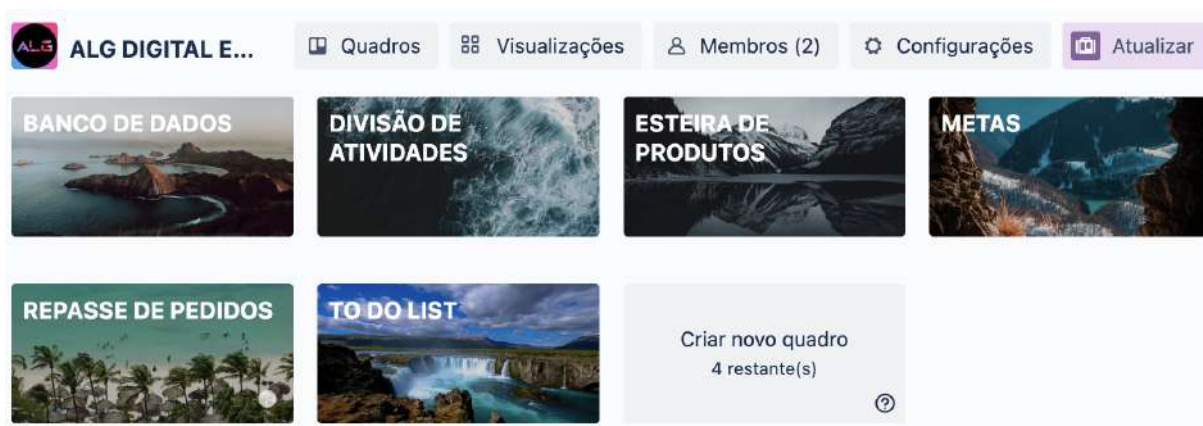 ALG
ALG DIGITAL E...
Quadros
Visualizações
Membros (2)
Configurações
Atualizar
BANCO DE DADOS
DIVISÃO DE
ATIVIDADES
ESTEIRA DE
PRODUTOS
METAS
REPASSE DE PEDIDOS
TO DO LIST
Criar novo quadro
4 restante(s)
?